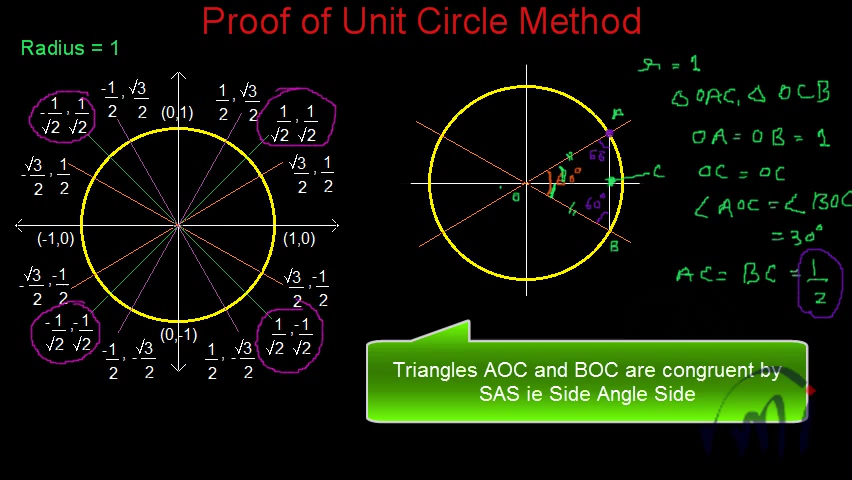 Proof of Unit Circle Method
Radius = 1
-1/√2, 1/√2
-1/2, √3/2
(0,1)
1/2, √3/2
1/√2, 1/√2
-√3/2, 1/2
√3/2, 1/2
(-1,0)
(1,0)
-√3/2, -1/2
√3/2, -1/2
-1/√2, -1/√2
-1/2, -√3/2
(0,-1)
1/2, -√3/2
1/√2, -1/√2
r = 1
△ OAC, △ OCB
OA = OB = 1
OC = OC
∠AOC = ∠BOC
= 30°
AC = BC = 1/2
A
C
O
60°
B
Triangles AOC and BOC are congruent by
SAS ie Side Angle Side